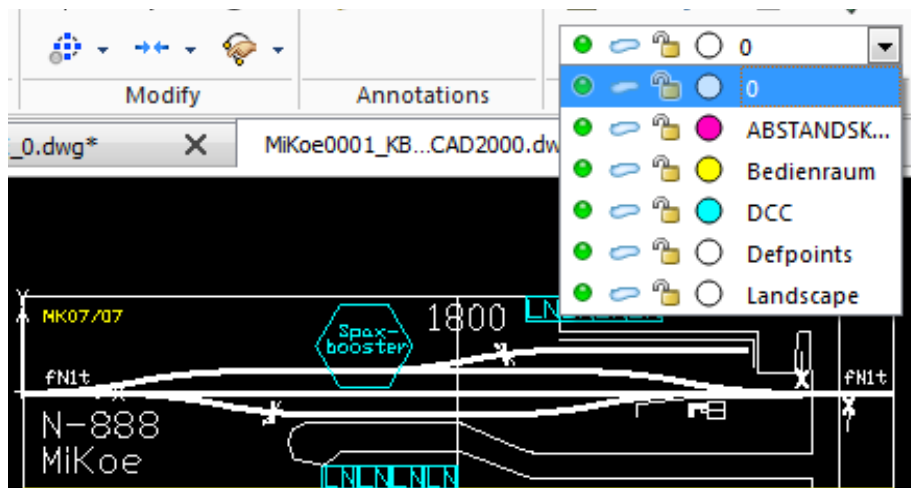 0
Modify
Annotations
0
_0.dwg*
MiKoe0001_KB...CAD2000.dw
ABSTANDSK...
Bedienraum
DCC
Defpoints
Landscape
MK07/07
Spax-
booster
1800
fN1t
fN1t
N-888
MiKoe
LNLNLNLN